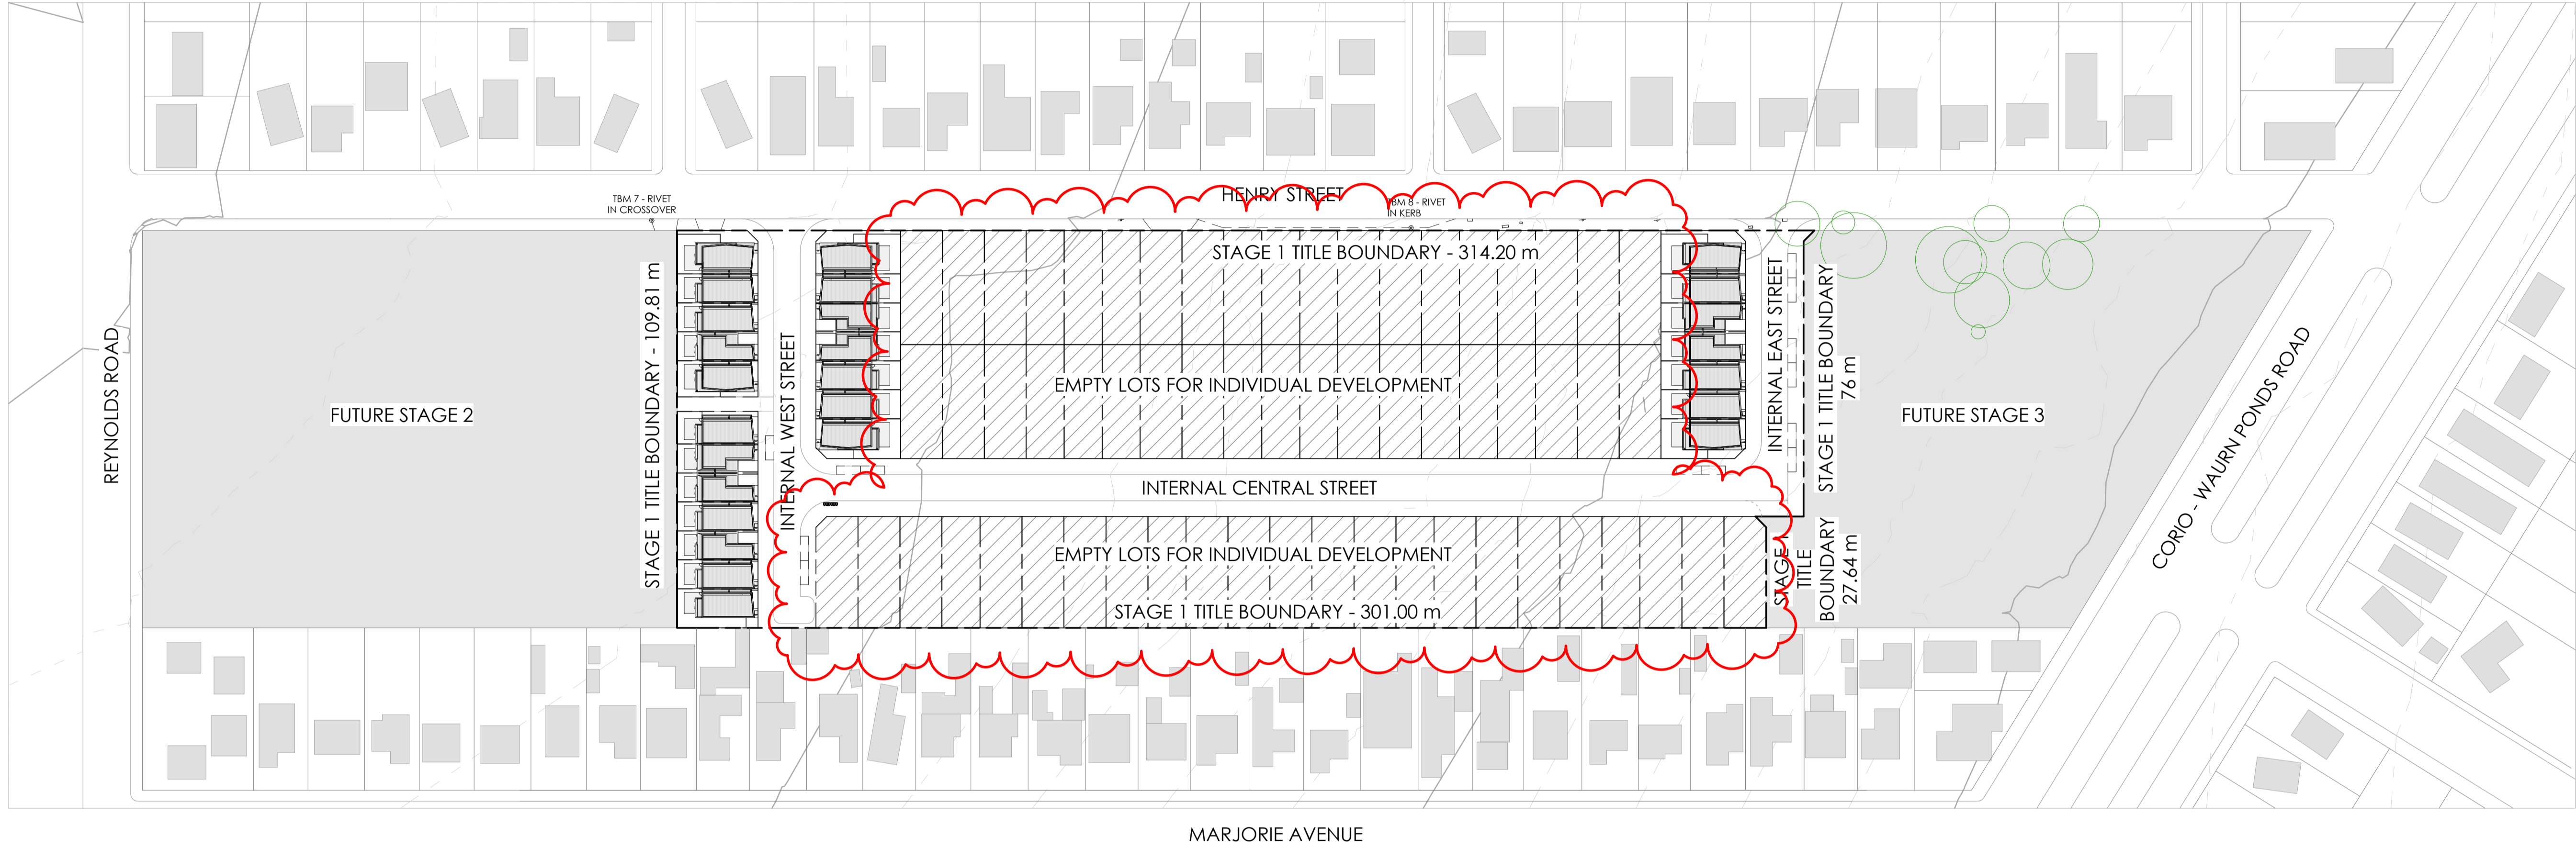 TBM 7 - RIVET
IN CROSSOVER
HENRY STREET
TBM 8 - RIVET
IN KERB
STAGE 1 TITLE BOUNDARY - 314.20 m
REYNOLDS ROAD
FUTURE STAGE 2
STAGE 1 TITLE BOUNDARY - 109.81 m
INTERNAL WEST STREET
EMPTY LOTS FOR INDIVIDUAL DEVELOPMENT
INTERNAL EAST STREET
STAGE 1 TITLE BOUNDARY
76 m
FUTURE STAGE 3
CORIO - WAURN PONDS ROAD
INTERNAL CENTRAL STREET
EMPTY LOTS FOR INDIVIDUAL DEVELOPMENT
STAGE 1
TITLE
BOUNDARY
27.64 m
STAGE 1 TITLE BOUNDARY - 301.00 m
MARJORIE AVENUE